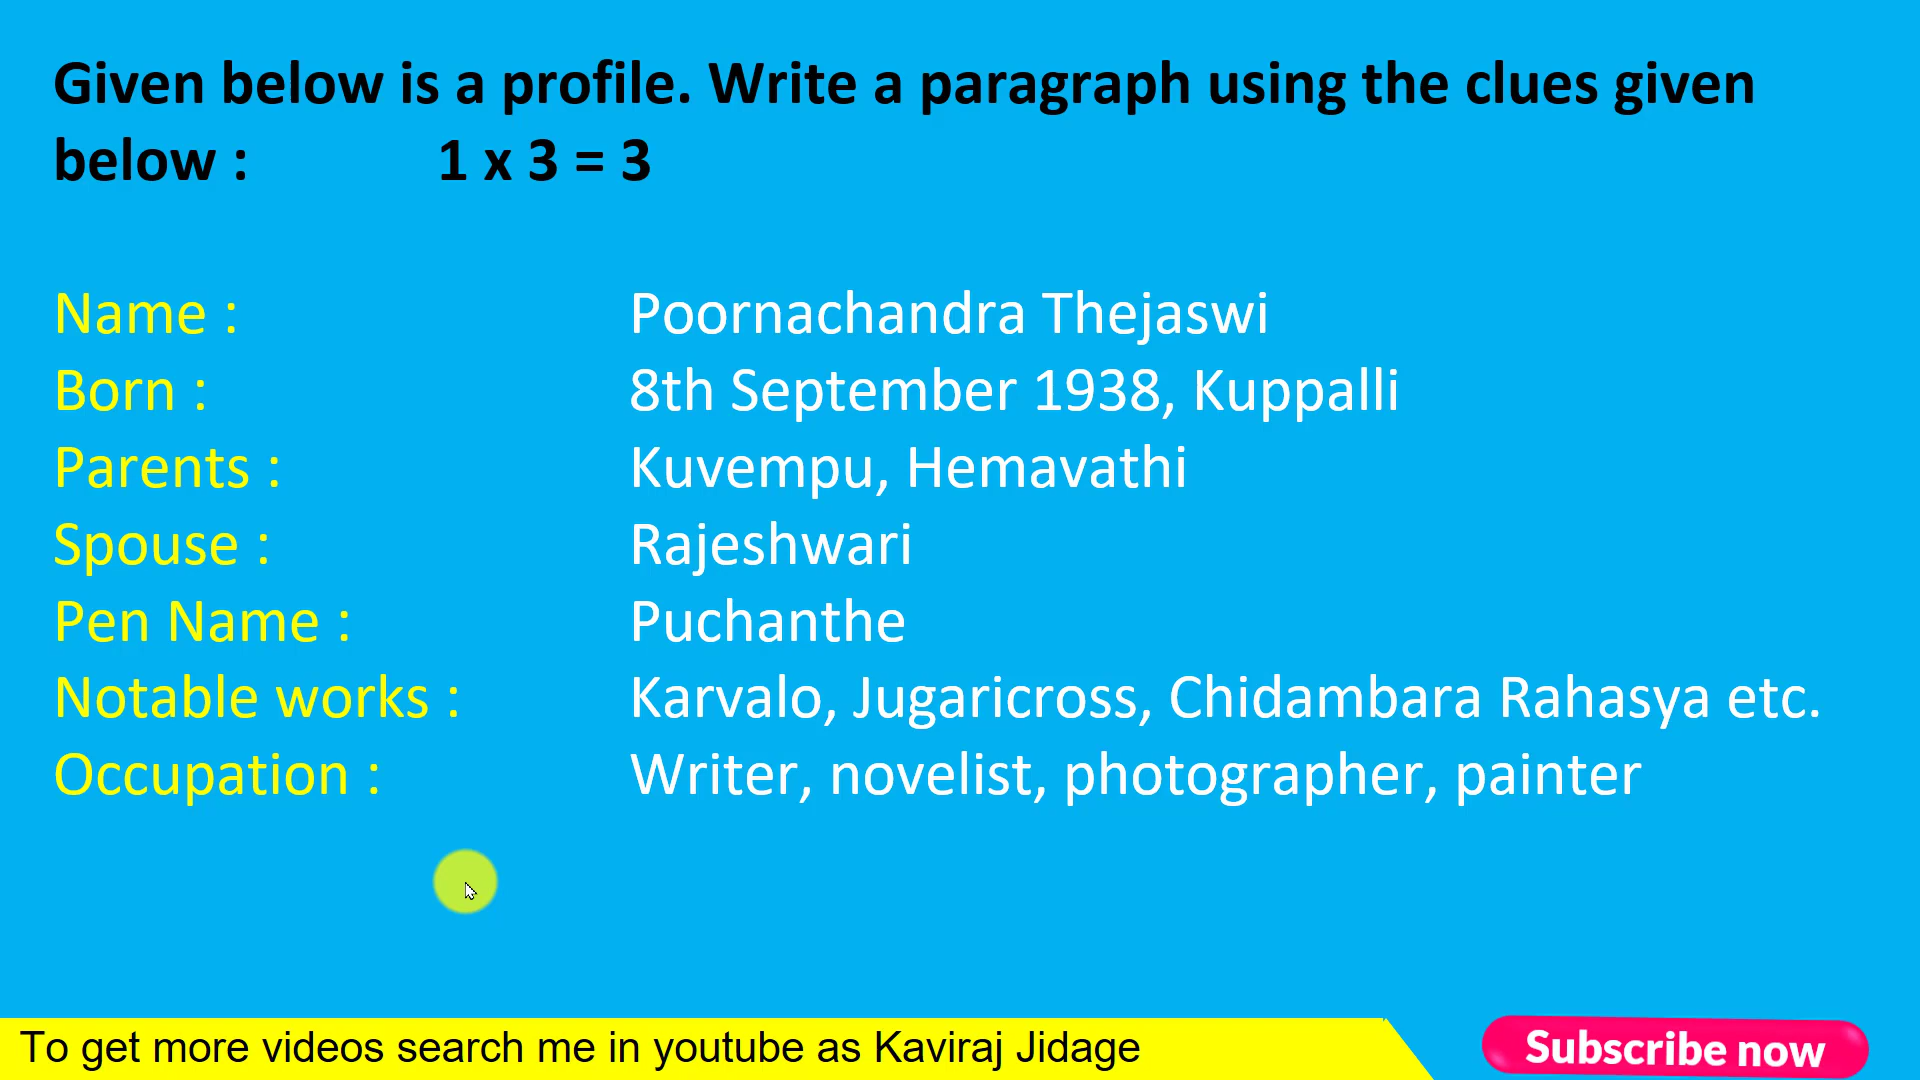 Given below is a profile. Write a paragraph using the clues given
below : 1 x 3 = 3
Name : Poornachandra Thejaswi
Born : 8th September 1938, Kuppalli
Parents : Kuvempu, Hemavathi
Spouse : Rajeshwari
Pen Name : Puchanthe
Notable works : Karvalo, Jugaricross, Chidambara Rahasya etc.
Occupation : Writer, novelist, photographer, painter
To get more videos search me in youtube as Kaviraj Jidage
Subscribe now